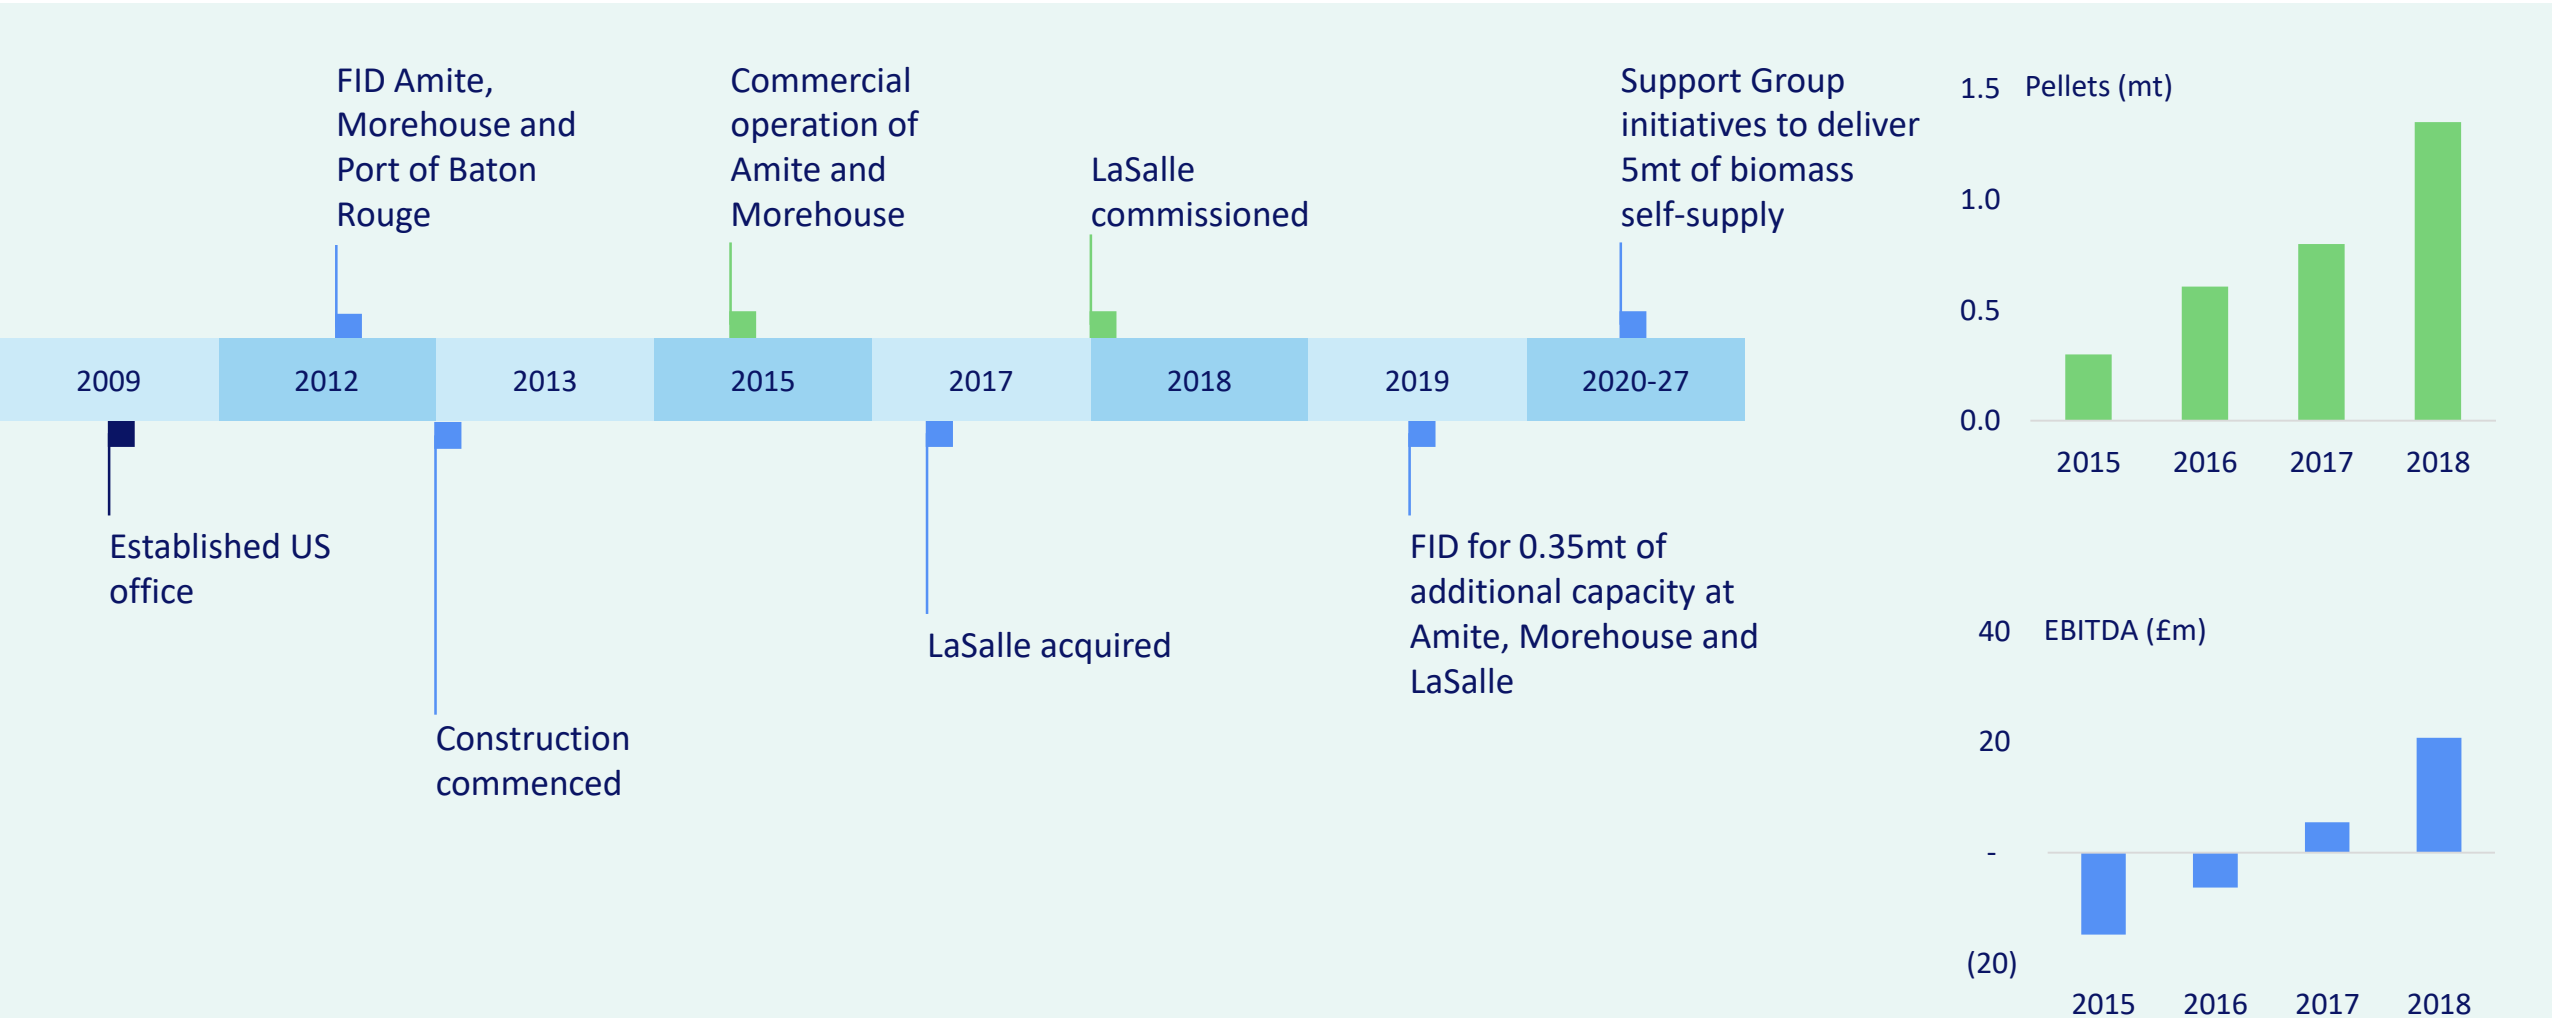 FID Amite,
Morehouse and
Port of Baton
Rouge
Commercial
operation of
Amite and
Morehouse
LaSalle
commissioned
Support Group
initiatives to deliver
5mt of biomass
self-supply
2009
2012
2013
2015
2017
2018
2019
2020-27
Established US
office
Construction
commenced
LaSalle acquired
FID for 0.35mt of
additional capacity at
Amite, Morehouse and
LaSalle
Pellets (mt)
1.5
1.0
0.5
0.0
2015
2016
2017
2018
EBITDA (£m)
40
20
-
(20)
2015
2016
2017
2018